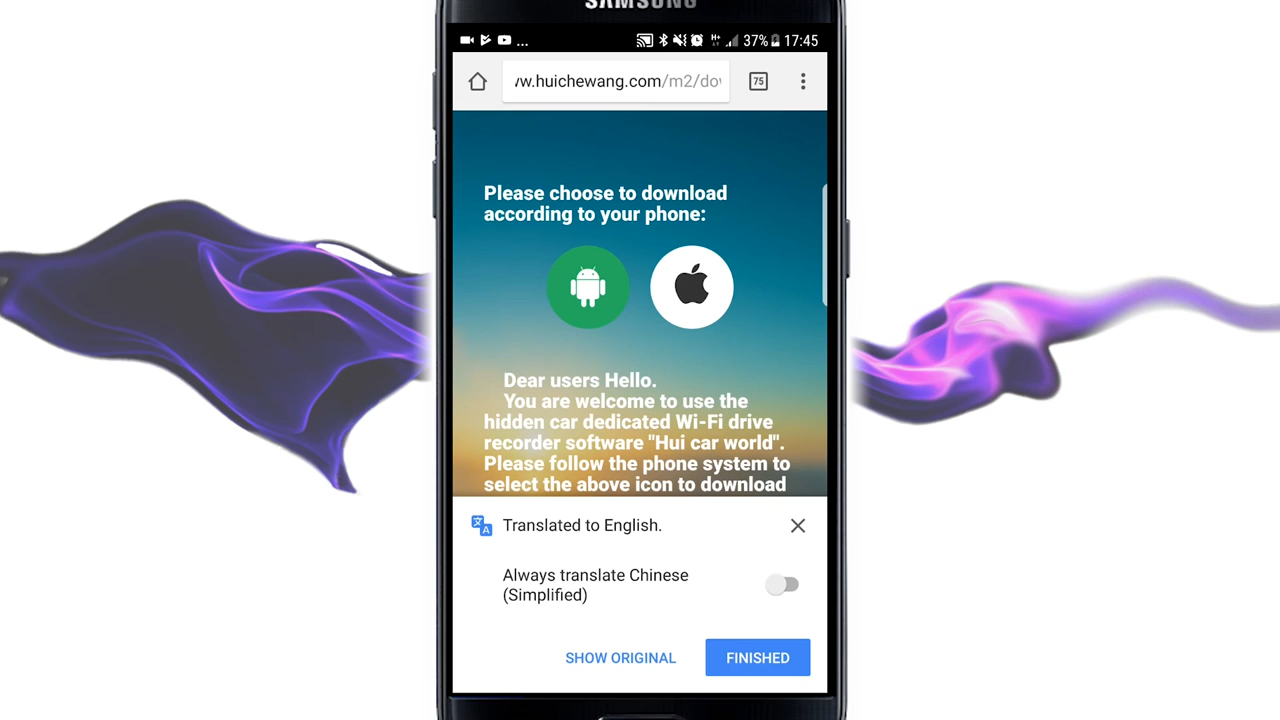 SAMSUNG
... H+ 37% 17:45
w.huichewang.com/m2/do
75
Please choose to download
according to your phone:
Dear users Hello.
You are welcome to use the
hidden car dedicated Wi-Fi drive
recorder software "Hui car world".
Please follow the phone system to
select the above icon to download
Translated to English.
Always translate Chinese
(Simplified)
SHOW ORIGINAL
FINISHED